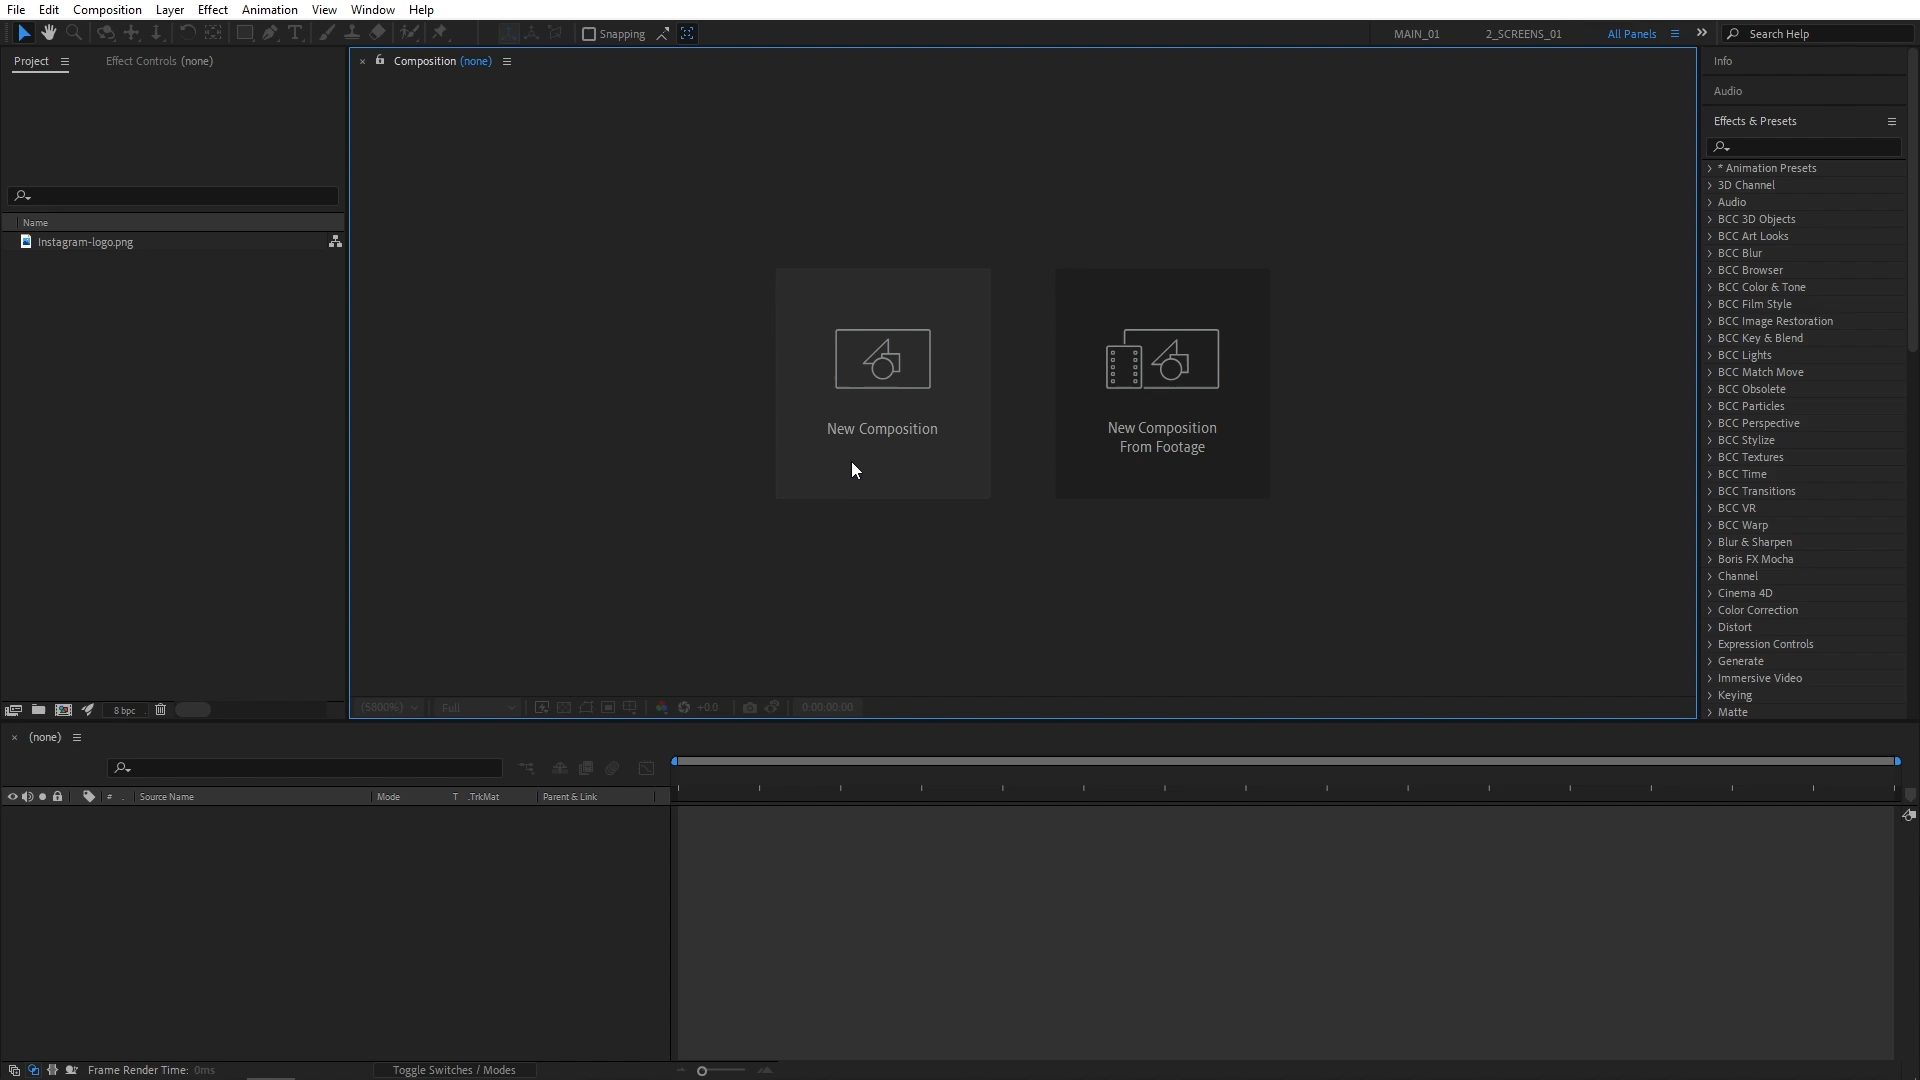 File Edit Composition Layer Effect Animation View Window Help
Snapping MAIN_01 2_SCREENS_01 All Panels Search Help
Project Effect Controls (none)
Name
Instagram-logo.png
8 bpc
Composition (none)
New Composition
New Composition
From Footage
(5800%) Full +0.0 0:00:00:00
Info
Audio
Effects & Presets
* Animation Presets
3D Channel
Audio
BCC 3D Objects
BCC Art Looks
BCC Blur
BCC Browser
BCC Color & Tone
BCC Film Style
BCC Image Restoration
BCC Key & Blend
BCC Lights
BCC Match Move
BCC Obsolete
BCC Particles
BCC Perspective
BCC Stylize
BCC Textures
BCC Time
BCC Transitions
BCC VR
BCC Warp
Blur & Sharpen
Boris FX Mocha
Channel
Cinema 4D
Color Correction
Distort
Expression Controls
Generate
Immersive Video
Keying
Matte
(none)
# . Source Name Mode T .TrkMat Parent & Link
Frame Render Time: 0ms Toggle Switches / Modes